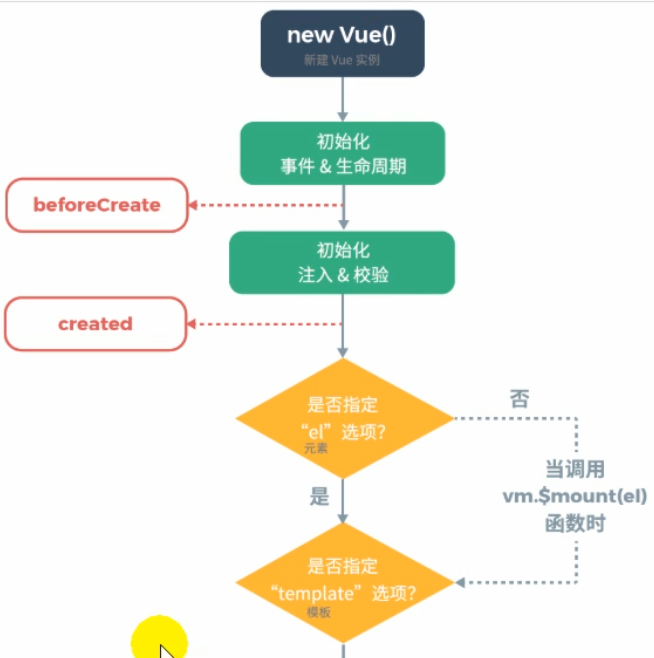 new Vue()
新建 Vue 实例
初始化
事件 & 生命周期
beforeCreate
初始化
注入 & 校验
created
是否指定
“el”选项?
元素
否
当调用
vm.$mount(el)
函数时
是
是否指定
“template”选项?
模板